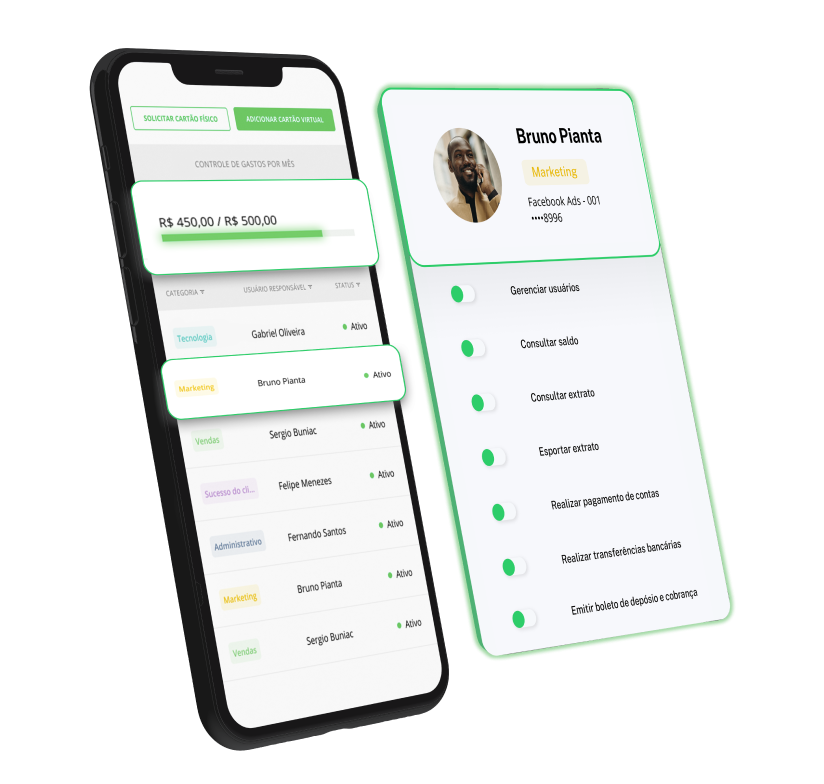 SOLICITAR CARTÃO FÍSICO
ADICIONAR CARTÃO VIRTUAL
CONTROLE DE GASTOS POR MÊS
R$ 450,00 / R$ 500,00
CATEGORIA USUÁRIO RESPONSÁVEL STATUS
Tecnologia Gabriel Oliveira Ativo
Marketing Bruno Pianta Ativo
Vendas Sergio Buniac Ativo
Sucesso do cli... Felipe Menezes Ativo
Administrativo Fernando Santos Ativo
Marketing Bruno Pianta Ativo
Vendas Sergio Buniac Ativo
Bruno Pianta
Marketing
Facebook Ads - 001
••••8996
Gerenciar usuários
Consultar saldo
Consultar extrato
Esportar extrato
Realizar pagamento de contas
Realizar transferências bancárias
Emitir boleto de depósio e cobrança